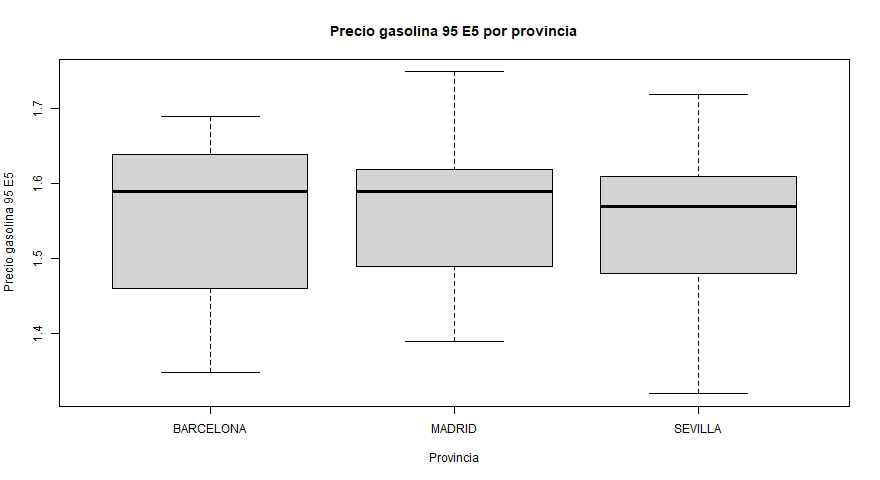 Precio gasolina 95 E5 por provincia
Precio gasolina 95 E5
1.7
1.6
1.5
1.4
BARCELONA MADRID SEVILLA
Provincia